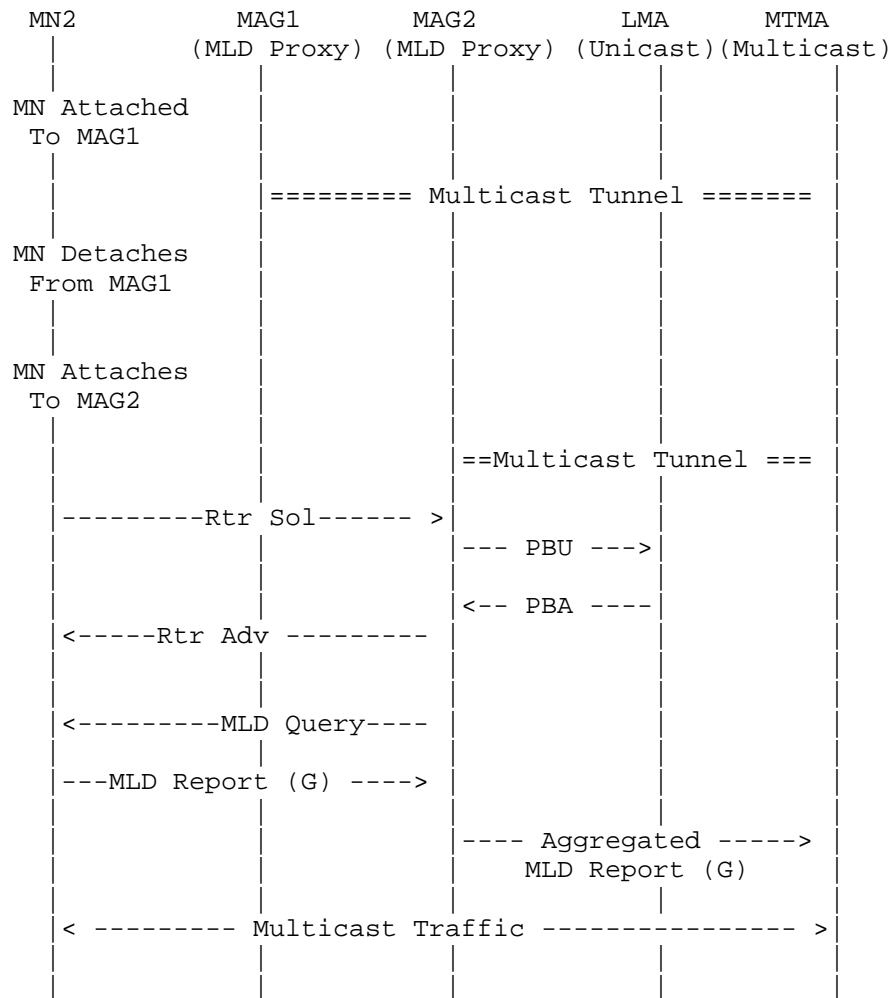 MN2 MAG1 MAG2 LMA MTMA
(MLD Proxy) (MLD Proxy) (Unicast)(Multicast)
MN Attached
To MAG1
========= Multicast Tunnel =======
MN Detaches
From MAG1
MN Attaches
To MAG2
==Multicast Tunnel ===
---------Rtr Sol------ >
--- PBU --->
<-- PBA ----
<-----Rtr Adv ---------
<---------MLD Query----
---MLD Report (G) ---->
---- Aggregated ----->
MLD Report (G)
< --------- Multicast Traffic ---------------- >